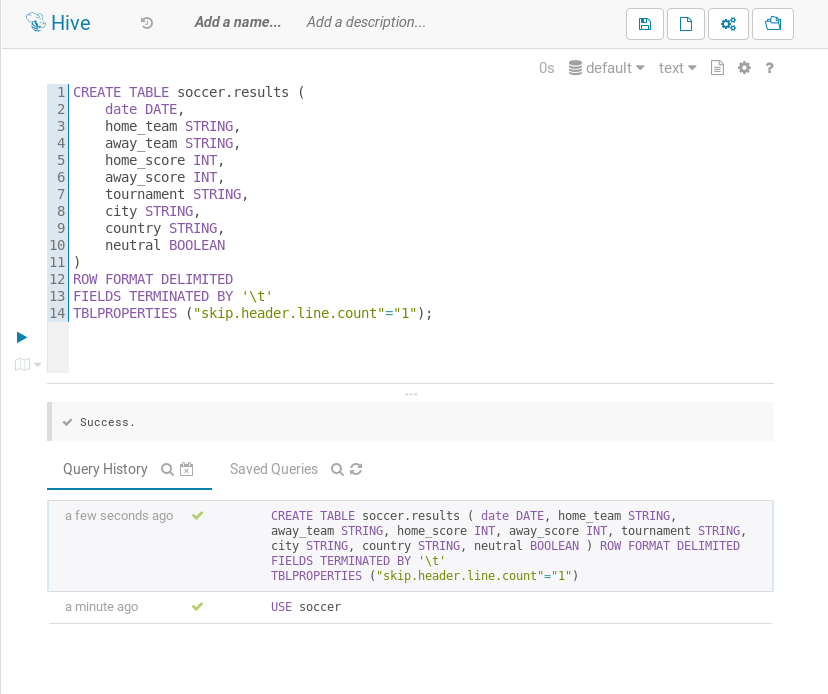 Hive
Add a name...
Add a description...
0s
default
text
?
1 CREATE TABLE soccer.results (
2     date DATE,
3     home_team STRING,
4     away_team STRING,
5     home_score INT,
6     away_score INT,
7     tournament STRING,
8     city STRING,
9     country STRING,
10     neutral BOOLEAN
11 )
12 ROW FORMAT DELIMITED
13 FIELDS TERMINATED BY '\t'
14 TBLPROPERTIES ("skip.header.line.count"="1");
Success.
Query History
Saved Queries
a few seconds ago
CREATE TABLE soccer.results ( date DATE, home_team STRING,
away_team STRING, home_score INT, away_score INT, tournament STRING,
city STRING, country STRING, neutral BOOLEAN ) ROW FORMAT DELIMITED
FIELDS TERMINATED BY '\t'
TBLPROPERTIES ("skip.header.line.count"="1")
a minute ago
USE soccer